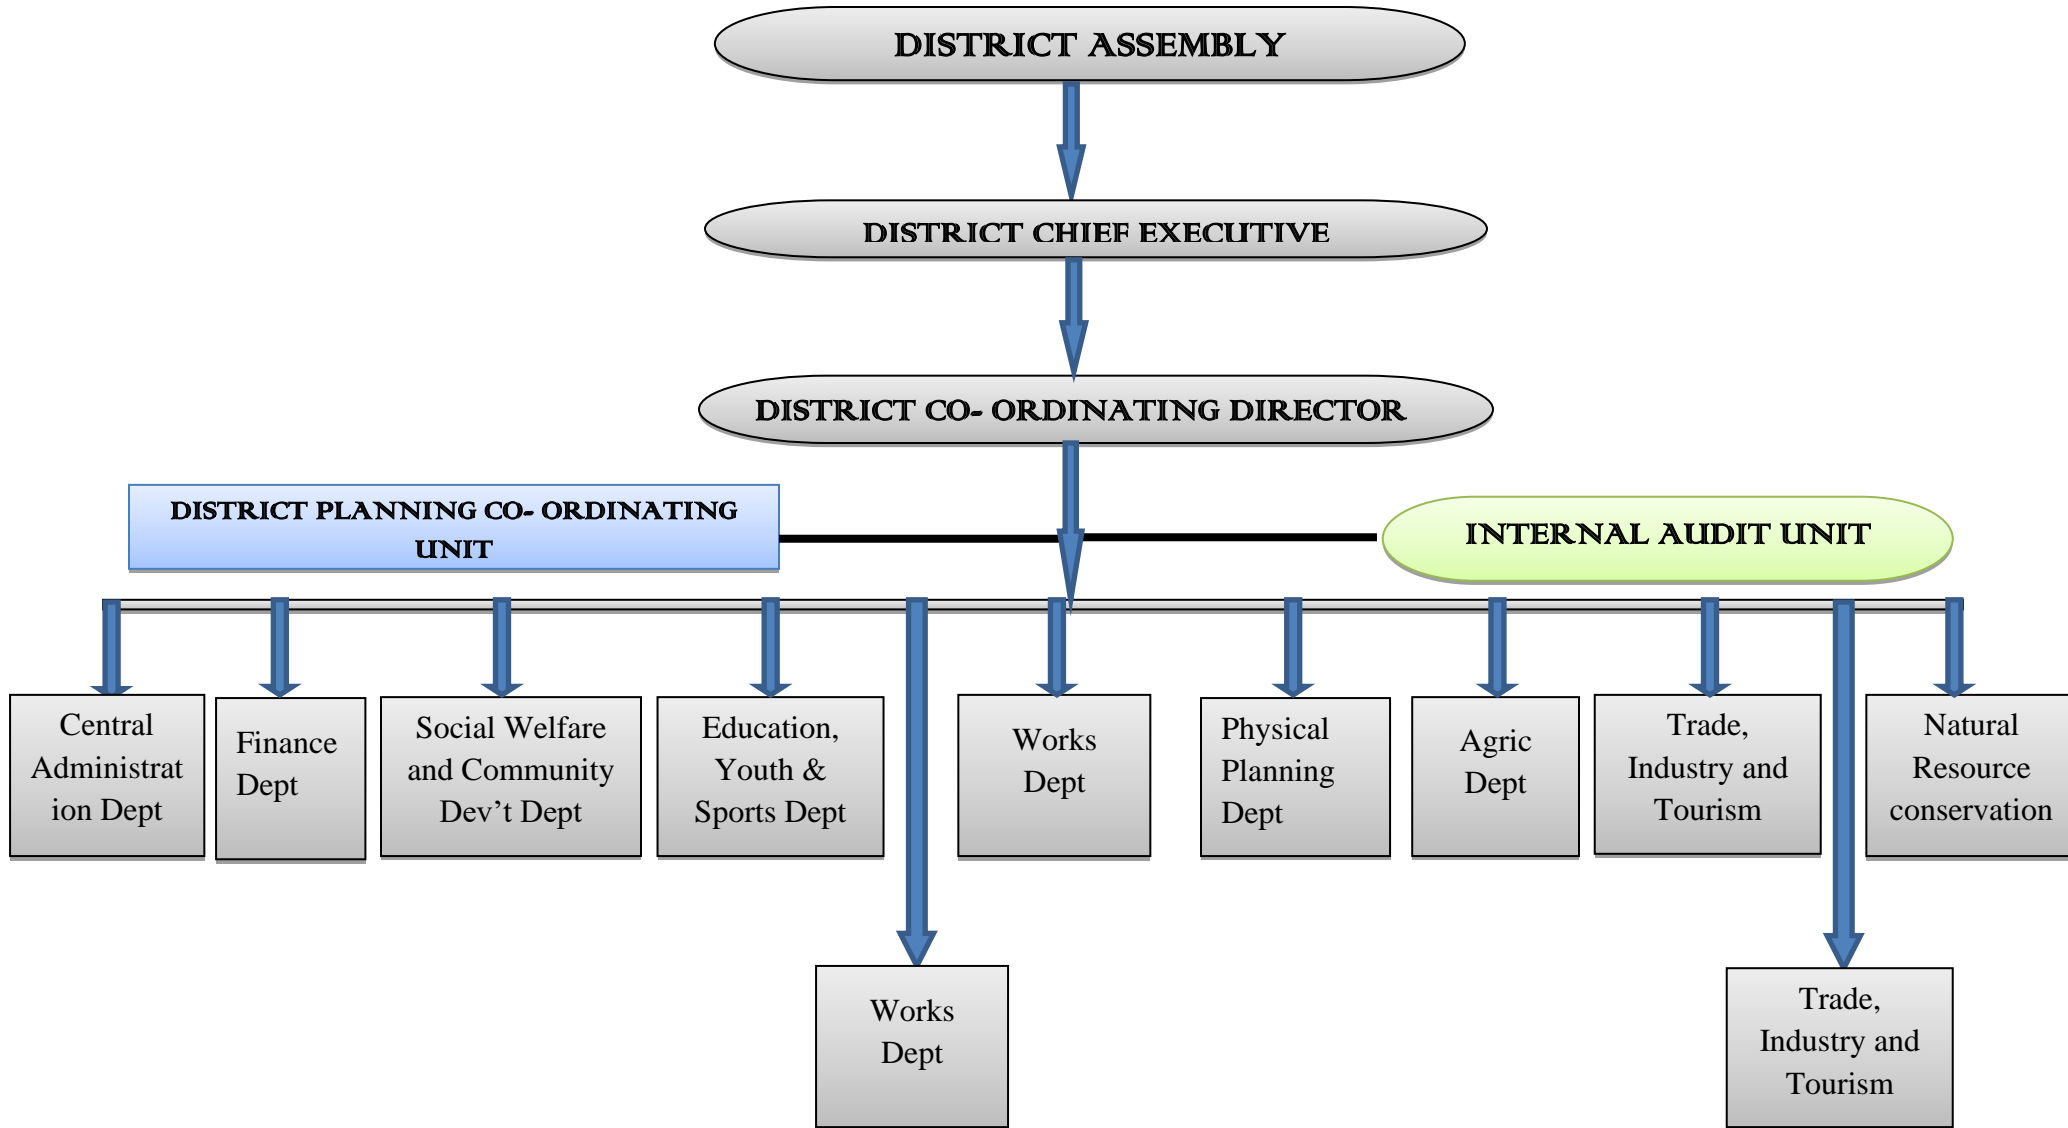 DISTRICT ASSEMBLY
DISTRICT CHIEF EXECUTIVE
DISTRICT CO- ORDINATING DIRECTOR
DISTRICT PLANNING CO- ORDINATING
UNIT
INTERNAL AUDIT UNIT
Central
Administrat
ion Dept
Finance
Dept
Social Welfare
and Community
Dev’t Dept
Education,
Youth &
Sports Dept
Works
Dept
Physical
Planning
Dept
Agric
Dept
Trade,
Industry and
Tourism
Natural
Resource
conservation
Works
Dept
Trade,
Industry and
Tourism